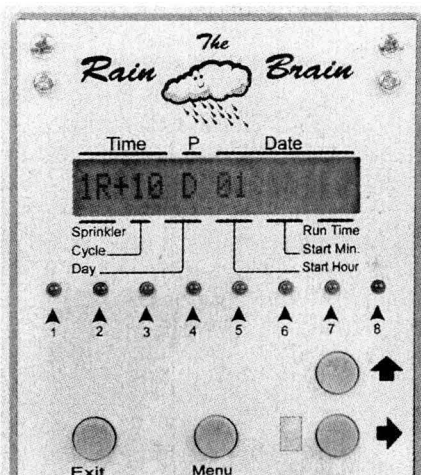 The
Rain Brain
Time P Date
1R+10 D 01
Sprinkler Run Time
Cycle Start Min.
Day Start Hour
1 2 3 4 5 6 7 8
Exit Menu